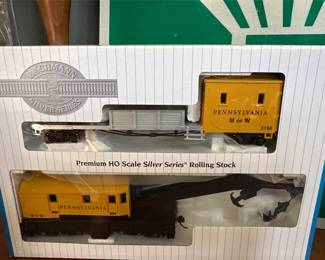 BACHMANN
SILVER SERIES
PENNSYLVANIA
M of W
Premium HO Scale Silver Series® Rolling Stock
PENNSYLVANIA